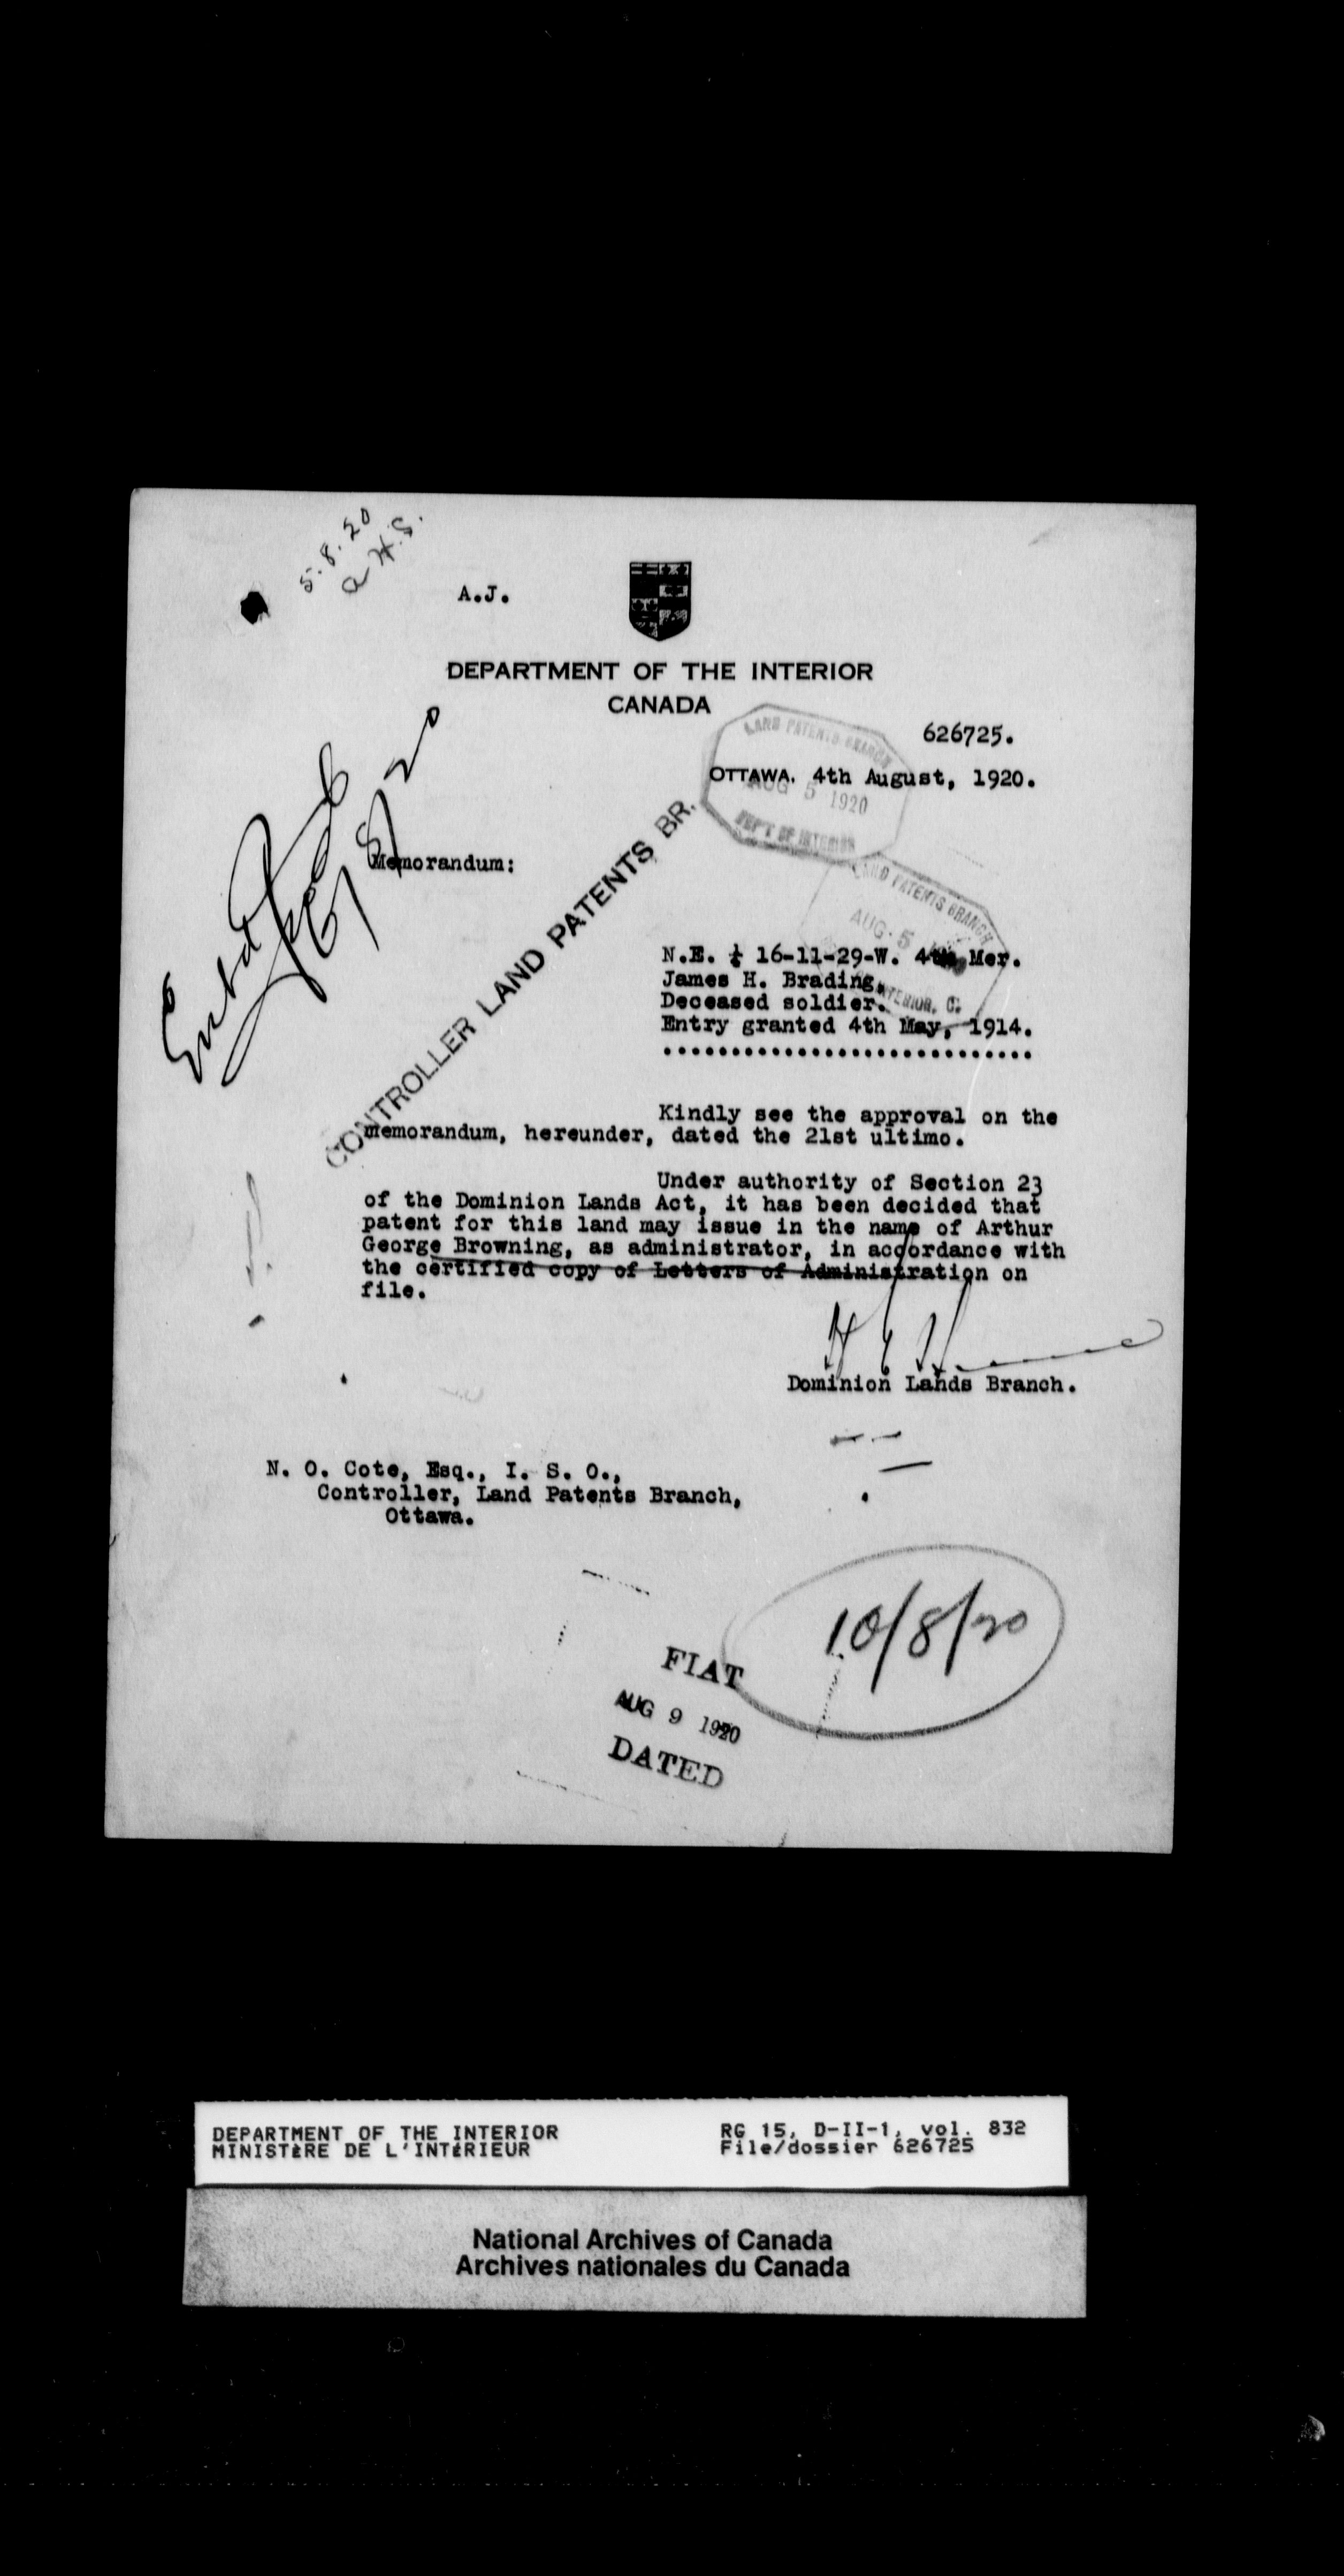 5.8.20
A.H.S.
A.J.
DEPARTMENT OF THE INTERIOR
CANADA
626725.
OTTAWA. 4th August, 1920.
LAND PATENTS BRANCH
AUG 5 1920
DEP'T OF INTERIOR
Memorandum:
CONTROLLER LAND PATENTS BR.
LAND PATENTS BRANCH
AUG. 5
INTERIOR, C.
N.E. ¼ 16-11-29-W. 4th Mer.
James H. Brading,
Deceased soldier.
Entry granted 4th May, 1914.
............................
Kindly see the approval on the
memorandum, hereunder, dated the 21st ultimo.
Under authority of Section 23
of the Dominion Lands Act, it has been decided that
patent for this land may issue in the name of Arthur
George Browning, as administrator, in accordance with
the certified copy of Letters of Administration on
file.
Dominion Lands Branch.
N. O. Cote, Esq., I. S. O.,
Controller, Land Patents Branch,
Ottawa.
10/8/20
FIAT
AUG 9 1920
DATED
DEPARTMENT OF THE INTERIOR
MINISTÈRE DE L'INTÉRIEUR
RG 15, D-II-1, vol. 832
File/dossier 626725
National Archives of Canada
Archives nationales du Canada